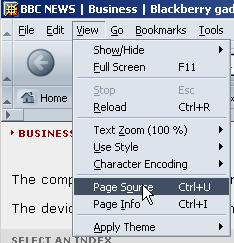 BBC NEWS | Business | Blackberry gad
File Edit View Go Bookmarks Tools
Show/Hide
Full Screen F11
Stop Esc
Reload Ctrl+R
Text Zoom (100 %)
Use Style
Character Encoding
Page Source Ctrl+U
Page Info Ctrl+I
Apply Theme
Home
BUSINESS
The comp
The devic
SELECT AN INDEX